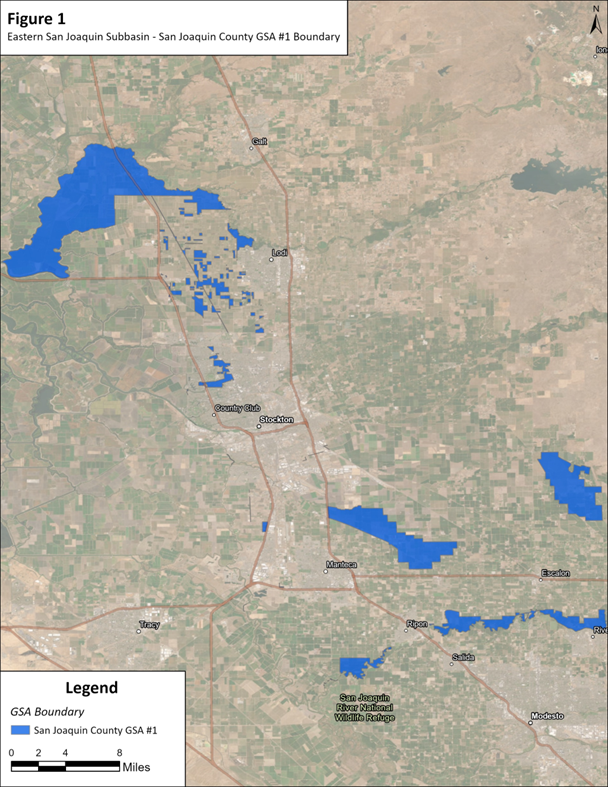 Figure 1
Eastern San Joaquin Subbasin - San Joaquin County GSA #1 Boundary
N
Ion
Galt
Lodi
Country Club
Stockton
Manteca
Escalon
Tracy
Ripon
Rive
Salida
San Joaquin
River National
Wildlife Refuge
Modesto
Legend
GSA Boundary
San Joaquin County GSA #1
0 2 4 8
Miles